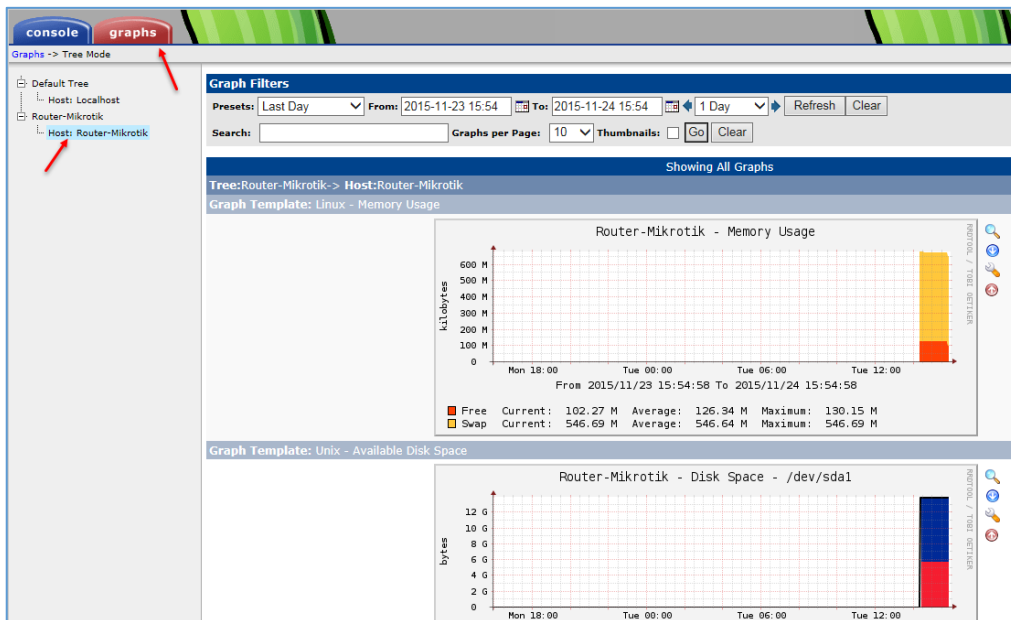 console graphs
Graphs -> Tree Mode
Default Tree
Host: Localhost
Router-Mikrotik
Host: Router-Mikrotik
Graph Filters
Presets: Last Day From: 2015-11-23 15:54 To: 2015-11-24 15:54 1 Day Refresh Clear
Search: Graphs per Page: 10 Thumbnails: Go Clear
Showing All Graphs
Tree:Router-Mikrotik-> Host:Router-Mikrotik
Graph Template: Linux - Memory Usage
Router-Mikrotik - Memory Usage
RRDTOOL / TOBI OETIKER
kilobytes
600 M
500 M
400 M
300 M
200 M
100 M
0
Mon 18:00 Tue 00:00 Tue 06:00 Tue 12:00
From 2015/11/23 15:54:58 To 2015/11/24 15:54:58
Free Current: 102.27 M Average: 126.34 M Maximum: 130.15 M
Swap Current: 546.69 M Average: 546.64 M Maximum: 546.69 M
Graph Template: Unix - Available Disk Space
Router-Mikrotik - Disk Space - /dev/sda1
RRDTOOL / TOBI OETIKER
bytes
12 G
10 G
8 G
6 G
4 G
2 G
0
Mon 18:00 Tue 00:00 Tue 06:00 Tue 12:00